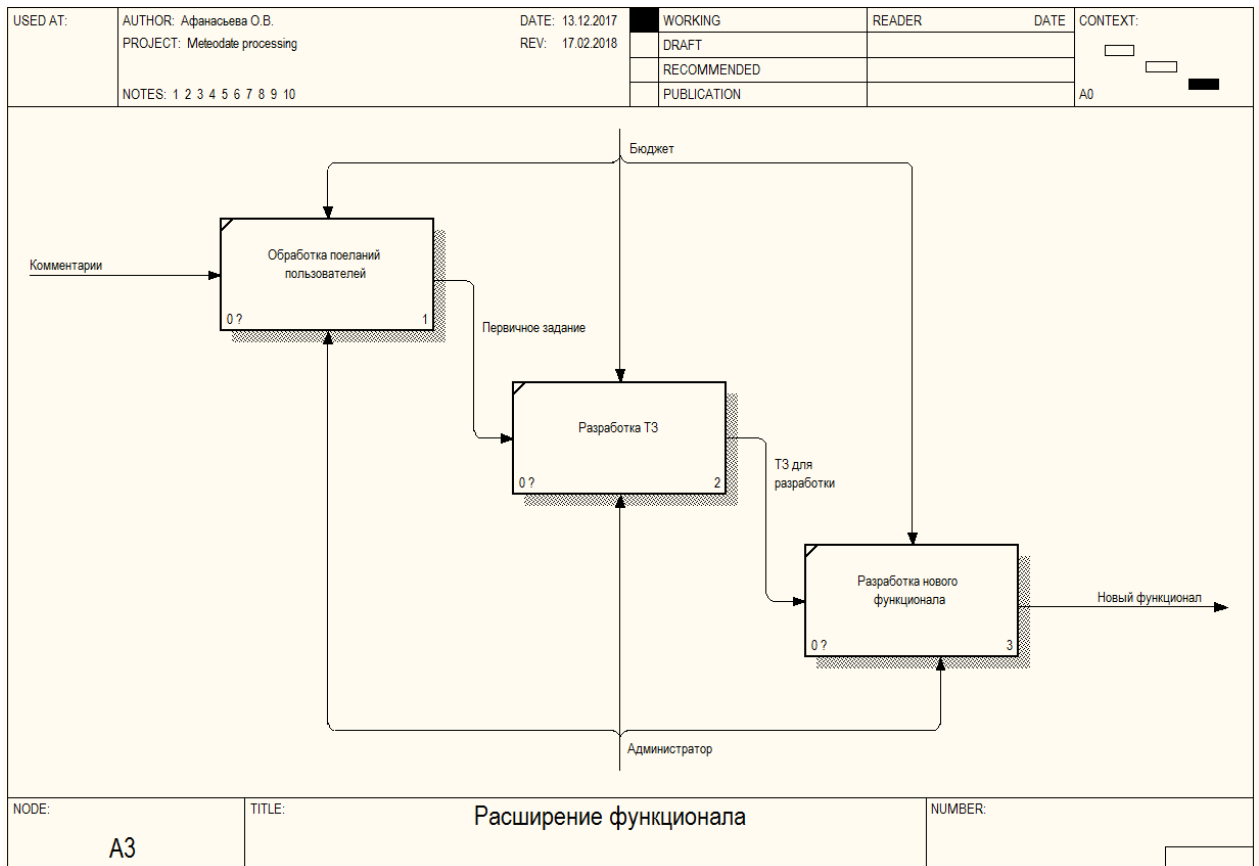 USED AT:
AUTHOR: Афанасьева О.В.
DATE: 13.12.2017
PROJECT: Meteodate processing
REV: 17.02.2018
NOTES: 1 2 3 4 5 6 7 8 9 10
WORKING
DRAFT
RECOMMENDED
PUBLICATION
READER DATE
CONTEXT:
A0
Бюджет
Комментарии
Обработка поеланий
пользователей
0 ? 1
Первичное задание
Разработка ТЗ
0 ? 2
ТЗ для
разработки
Разработка нового
функционала
0 ? 3
Новый функционал
Администратор
NODE:
A3
TITLE:
Расширение функционала
NUMBER: